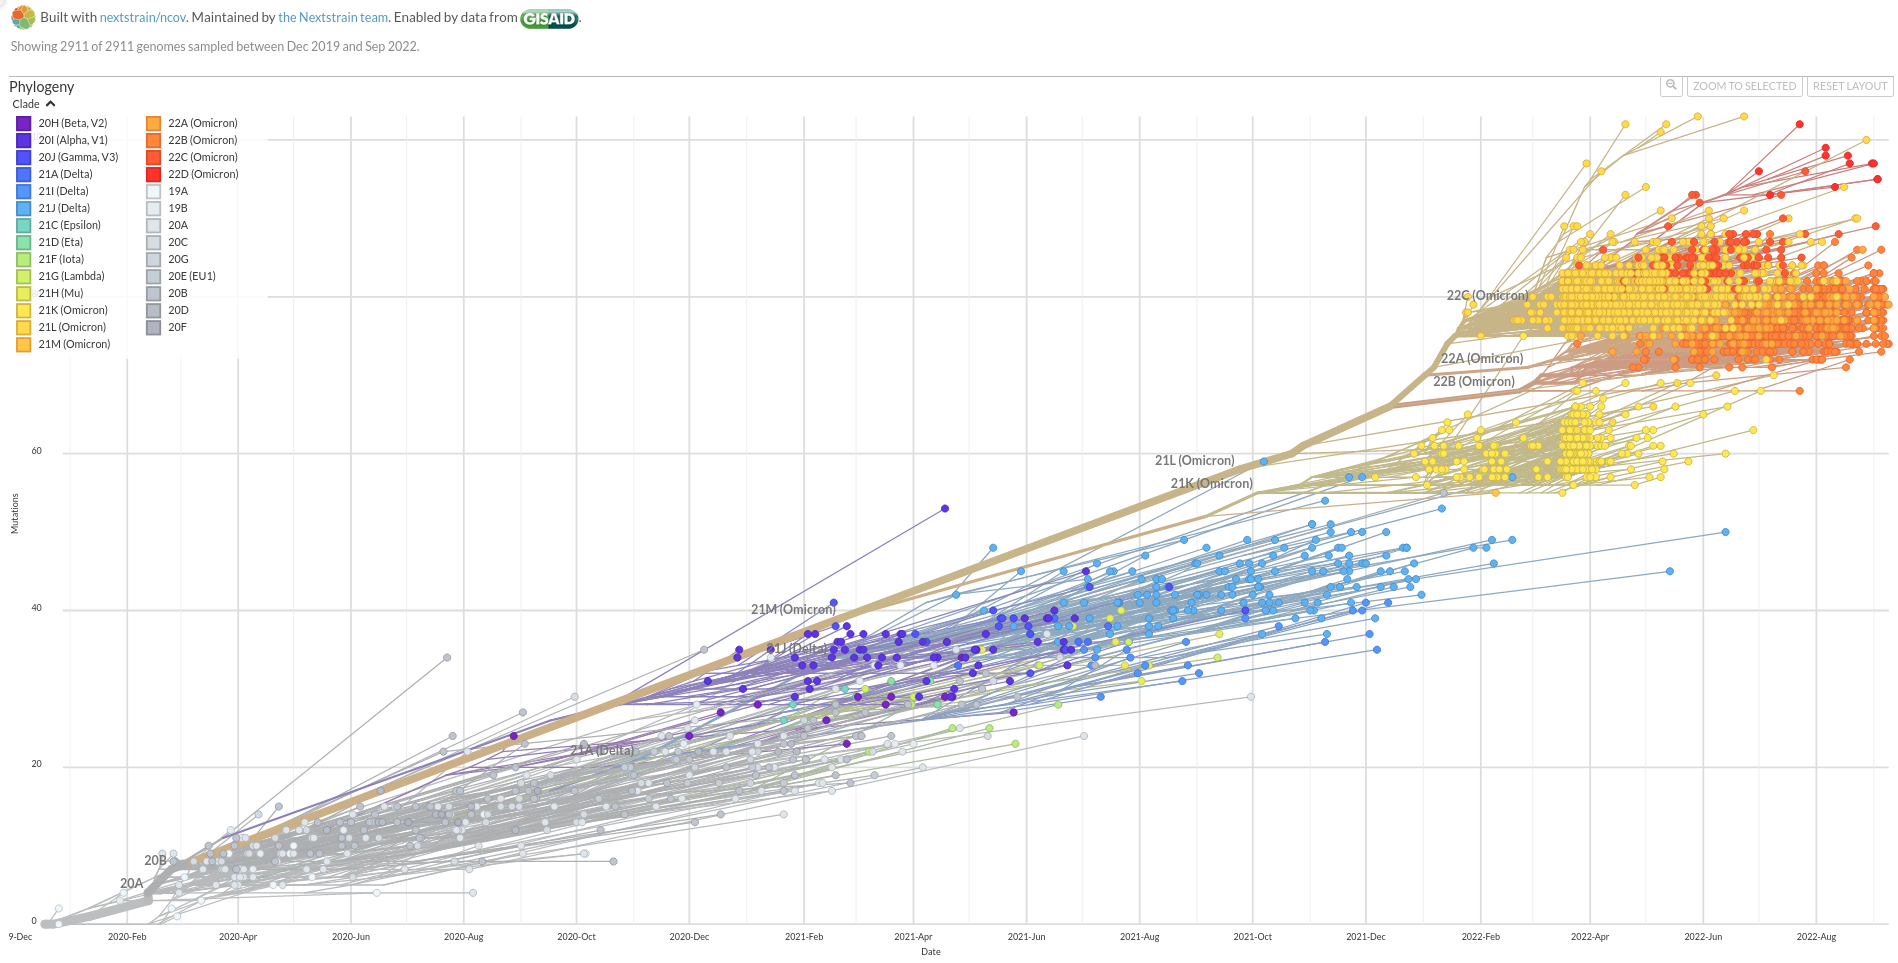 Built with nextstrain/ncov. Maintained by the Nextstrain team. Enabled by data from GISAID.
Showing 2911 of 2911 genomes sampled between Dec 2019 and Sep 2022.
Phylogeny
ZOOM TO SELECTED
RESET LAYOUT
Clade
20H (Beta, V2)
20I (Alpha, V1)
20J (Gamma, V3)
21A (Delta)
21I (Delta)
21J (Delta)
21C (Epsilon)
21D (Eta)
21F (Iota)
21G (Lambda)
21H (Mu)
21K (Omicron)
21L (Omicron)
21M (Omicron)
22A (Omicron)
22B (Omicron)
22C (Omicron)
22D (Omicron)
19A
19B
20A
20C
20G
20E (EU1)
20B
20D
20F
22C (Omicron)
22A (Omicron)
22B (Omicron)
21L (Omicron)
21K (Omicron)
21M (Omicron)
21J (Delta)
21A (Delta)
20B
20A
60
40
20
0
Mutations
9-Dec
2020-Feb
2020-Apr
2020-Jun
2020-Aug
2020-Oct
2020-Dec
2021-Feb
2021-Apr
2021-Jun
2021-Aug
2021-Oct
2021-Dec
2022-Feb
2022-Apr
2022-Jun
2022-Aug
Date